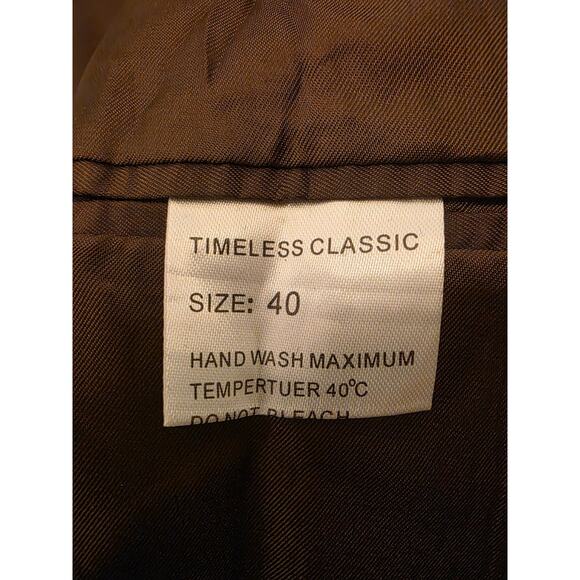 TIMELESS CLASSIC
SIZE: 40
HAND WASH MAXIMUM
TEMPERTUER 40°C
DO NOT BLEACH